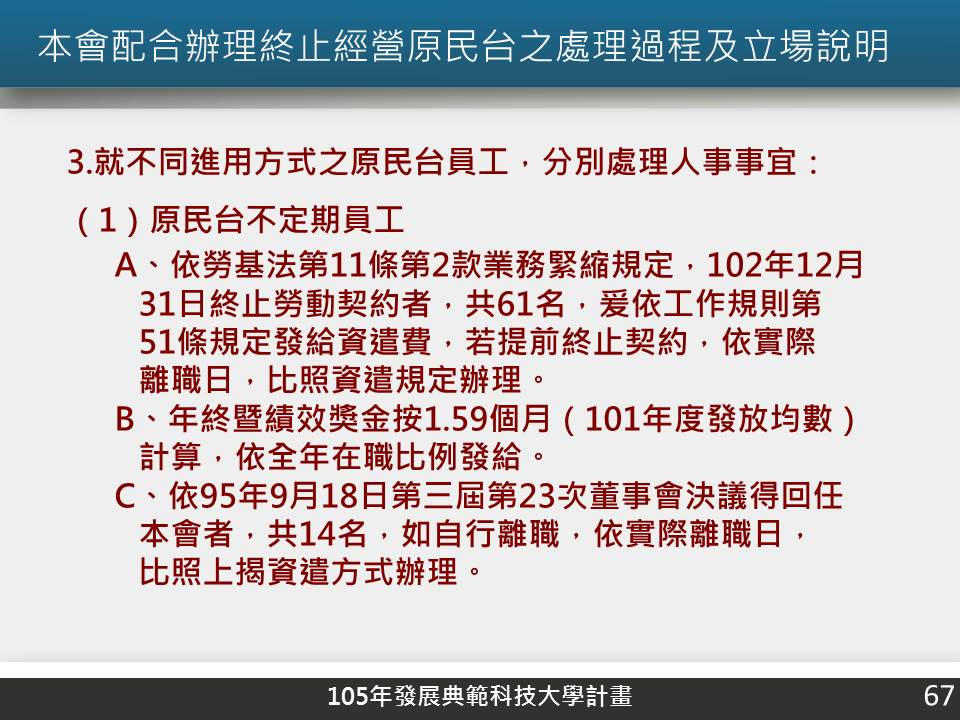 本會配合辦理終止經營原民台之處理過程及立場說明
3.就不同進用方式之原民台員工，分別處理人事事宜：
（1）原民台不定期員工
A、依勞基法第11條第2款業務緊縮規定，102年12月
31日終止勞動契約者，共61名，爰依工作規則第
51條規定發給資遣費，若提前終止契約，依實際
離職日，比照資遣規定辦理。
B、年終暨績效獎金按1.59個月（101年度發放均數）
計算，依全年在職比例發給。
C、依95年9月18日第三屆第23次董事會決議得回任
本會者，共14名，如自行離職，依實際離職日，
比照上揭資遣方式辦理。
105年發展典範科技大學計畫
67